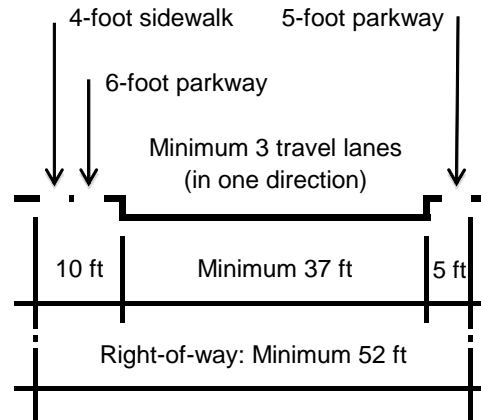 4-foot sidewalk
5-foot parkway
6-foot parkway
Minimum 3 travel lanes
(in one direction)
10 ft
Minimum 37 ft
5 ft
Right-of-way: Minimum 52 ft